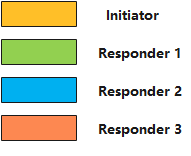 Initiator
Responder 1
Responder 2
Responder 3